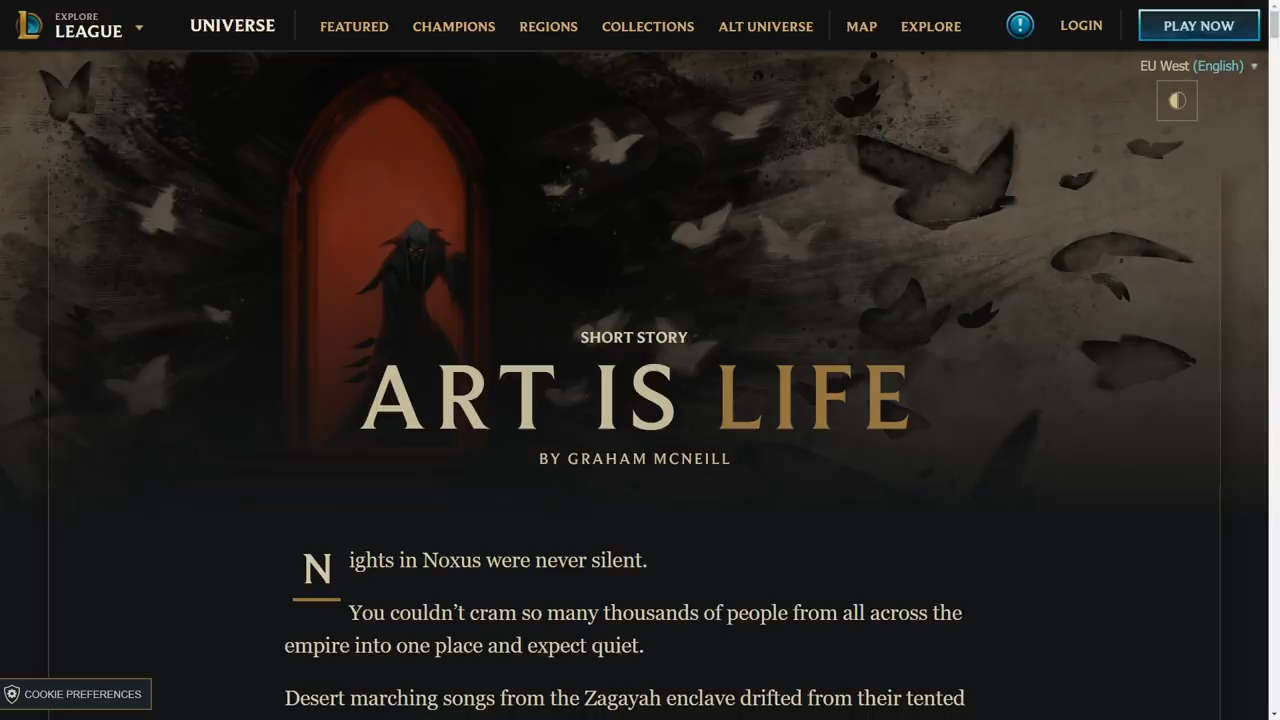 EXPLORE
LEAGUE
UNIVERSE
FEATURED
CHAMPIONS
REGIONS
COLLECTIONS
ALT UNIVERSE
MAP
EXPLORE
LOGIN
PLAY NOW
EU West (English)
SHORT STORY
ART IS LIFE
BY GRAHAM MCNEILL
Nights in Noxus were never silent.
You couldn’t cram so many thousands of people from all across the
empire into one place and expect quiet.
Desert marching songs from the Zagayah enclave drifted from their tented
COOKIE PREFERENCES